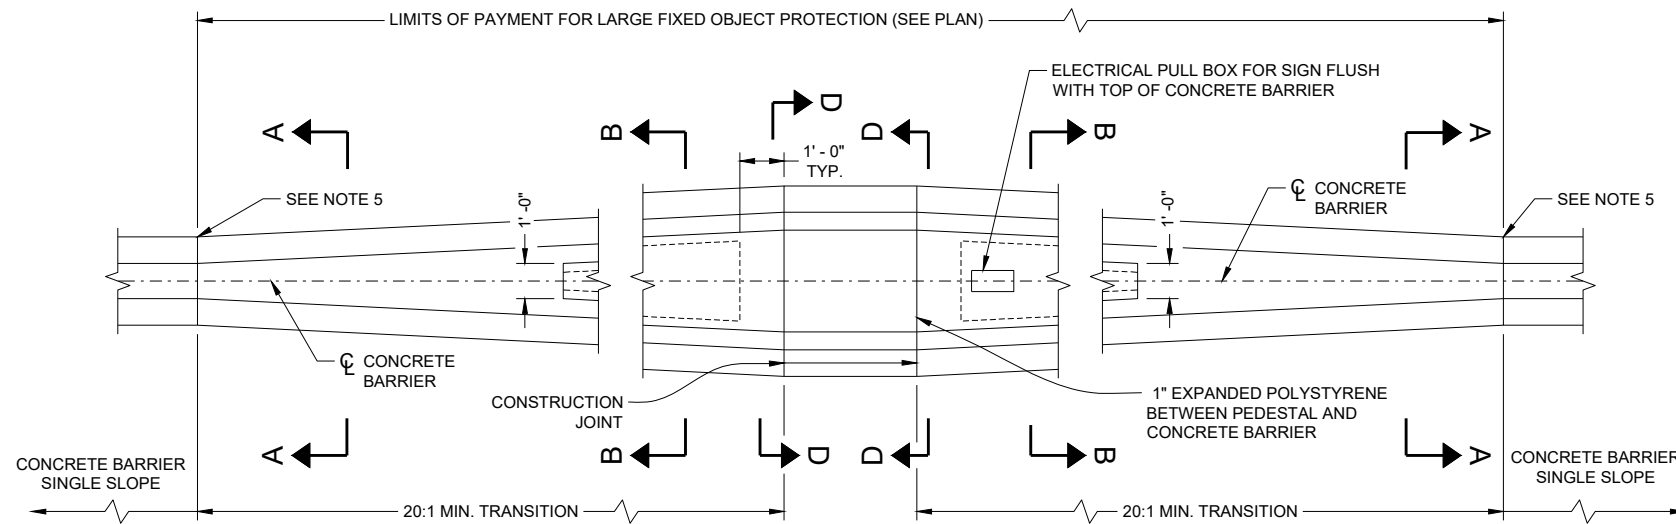 LIMITS OF PAYMENT FOR LARGE FIXED OBJECT PROTECTION (SEE PLAN)
ELECTRICAL PULL BOX FOR SIGN FLUSH
WITH TOP OF CONCRETE BARRIER
D
A
B
D
B
A
1' - 0"
TYP.
SEE NOTE 5
1' -0"
1' -0"
℄ CONCRETE
BARRIER
SEE NOTE 5
℄ CONCRETE
BARRIER
CONSTRUCTION
JOINT
1" EXPANDED POLYSTYRENE
BETWEEN PEDESTAL AND
CONCRETE BARRIER
A
B
D
D
B
A
CONCRETE BARRIER
SINGLE SLOPE
CONCRETE BARRIER
SINGLE SLOPE
20:1 MIN. TRANSITION
20:1 MIN. TRANSITION